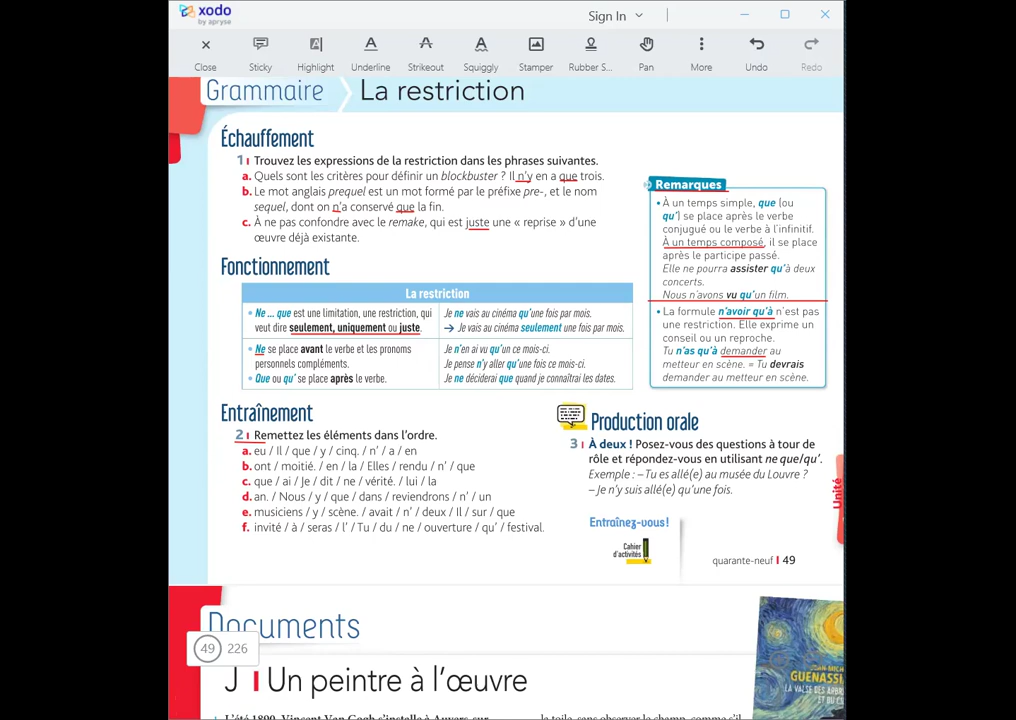 xodo
by apryse
Sign In
Close
Sticky
Highlight
Underline
Strikeout
Squiggly
Stamper
Rubber S...
Pan
More
Undo
Redo
Grammaire
La restriction
Échauffement
1 Trouvez les expressions de la restriction dans les phrases suivantes.
a. Quels sont les critères pour définir un blockbuster ? Il n'y en a que trois.
b. Le mot anglais prequel est un mot formé par le préfixe pre-, et le nom
sequel, dont on n'a conservé que la fin.
c. À ne pas confondre avec le remake, qui est juste une « reprise » d'une
œuvre déjà existante.
Remarques
• À un temps simple, que (ou
qu') se place après le verbe
conjugué ou le verbe à l'infinitif.
À un temps composé, il se place
après le participe passé.
Elle ne pourra assister qu'à deux
concerts.
Nous n'avons vu qu'un film.
• La formule n'avoir qu'à n'est pas
une restriction. Elle exprime un
conseil ou un reproche.
Tu n'as qu'à demander au
metteur en scène. = Tu devrais
demander au metteur en scène.
Fonctionnement
La restriction
• Ne ... que est une limitation, une restriction, qui
veut dire seulement, uniquement ou juste.
Je ne vais au cinéma qu'une fois par mois.
→ Je vais au cinéma seulement une fois par mois.
• Ne se place avant le verbe et les pronoms
personnels compléments.
• Que ou qu' se place après le verbe.
Je n'en ai vu qu'un ce mois-ci.
Je pense n'y aller qu'une fois ce mois-ci.
Je ne déciderai que quand je connaîtrai les dates.
Entraînement
2 Remettez les éléments dans l'ordre.
a. eu / Il / que / y / cinq. / n' / a / en
b. ont / moitié. / en / la / Elles / rendu / n' / que
c. que / ai / Je / dit / ne / vérité. / lui / la
d. an. / Nous / y / que / dans / reviendrons / n' / un
e. musiciens / y / scène. / avait / n' / deux / Il / sur / que
f. invité / à / seras / l' / Tu / du / ne / ouverture / qu' / festival.
Production orale
3 À deux ! Posez-vous des questions à tour de
rôle et répondez-vous en utilisant ne que/qu'.
Exemple : – Tu es allé(e) au musée du Louvre ?
– Je n'y suis allé(e) qu'une fois.
Entraînez-vous !
Cahier
d'activités
Unité
quarante-neuf 49
Documents
49 226
J Un peintre à l'œuvre
GUENASSI
L'été 1890, Vincent Van Gogh s'installe à Auvers-sur-
la toile, sans observer le champ, comme s'il